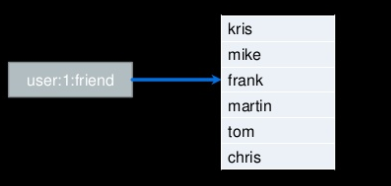 user:1:friend
kris
mike
frank
martin
tom
chris